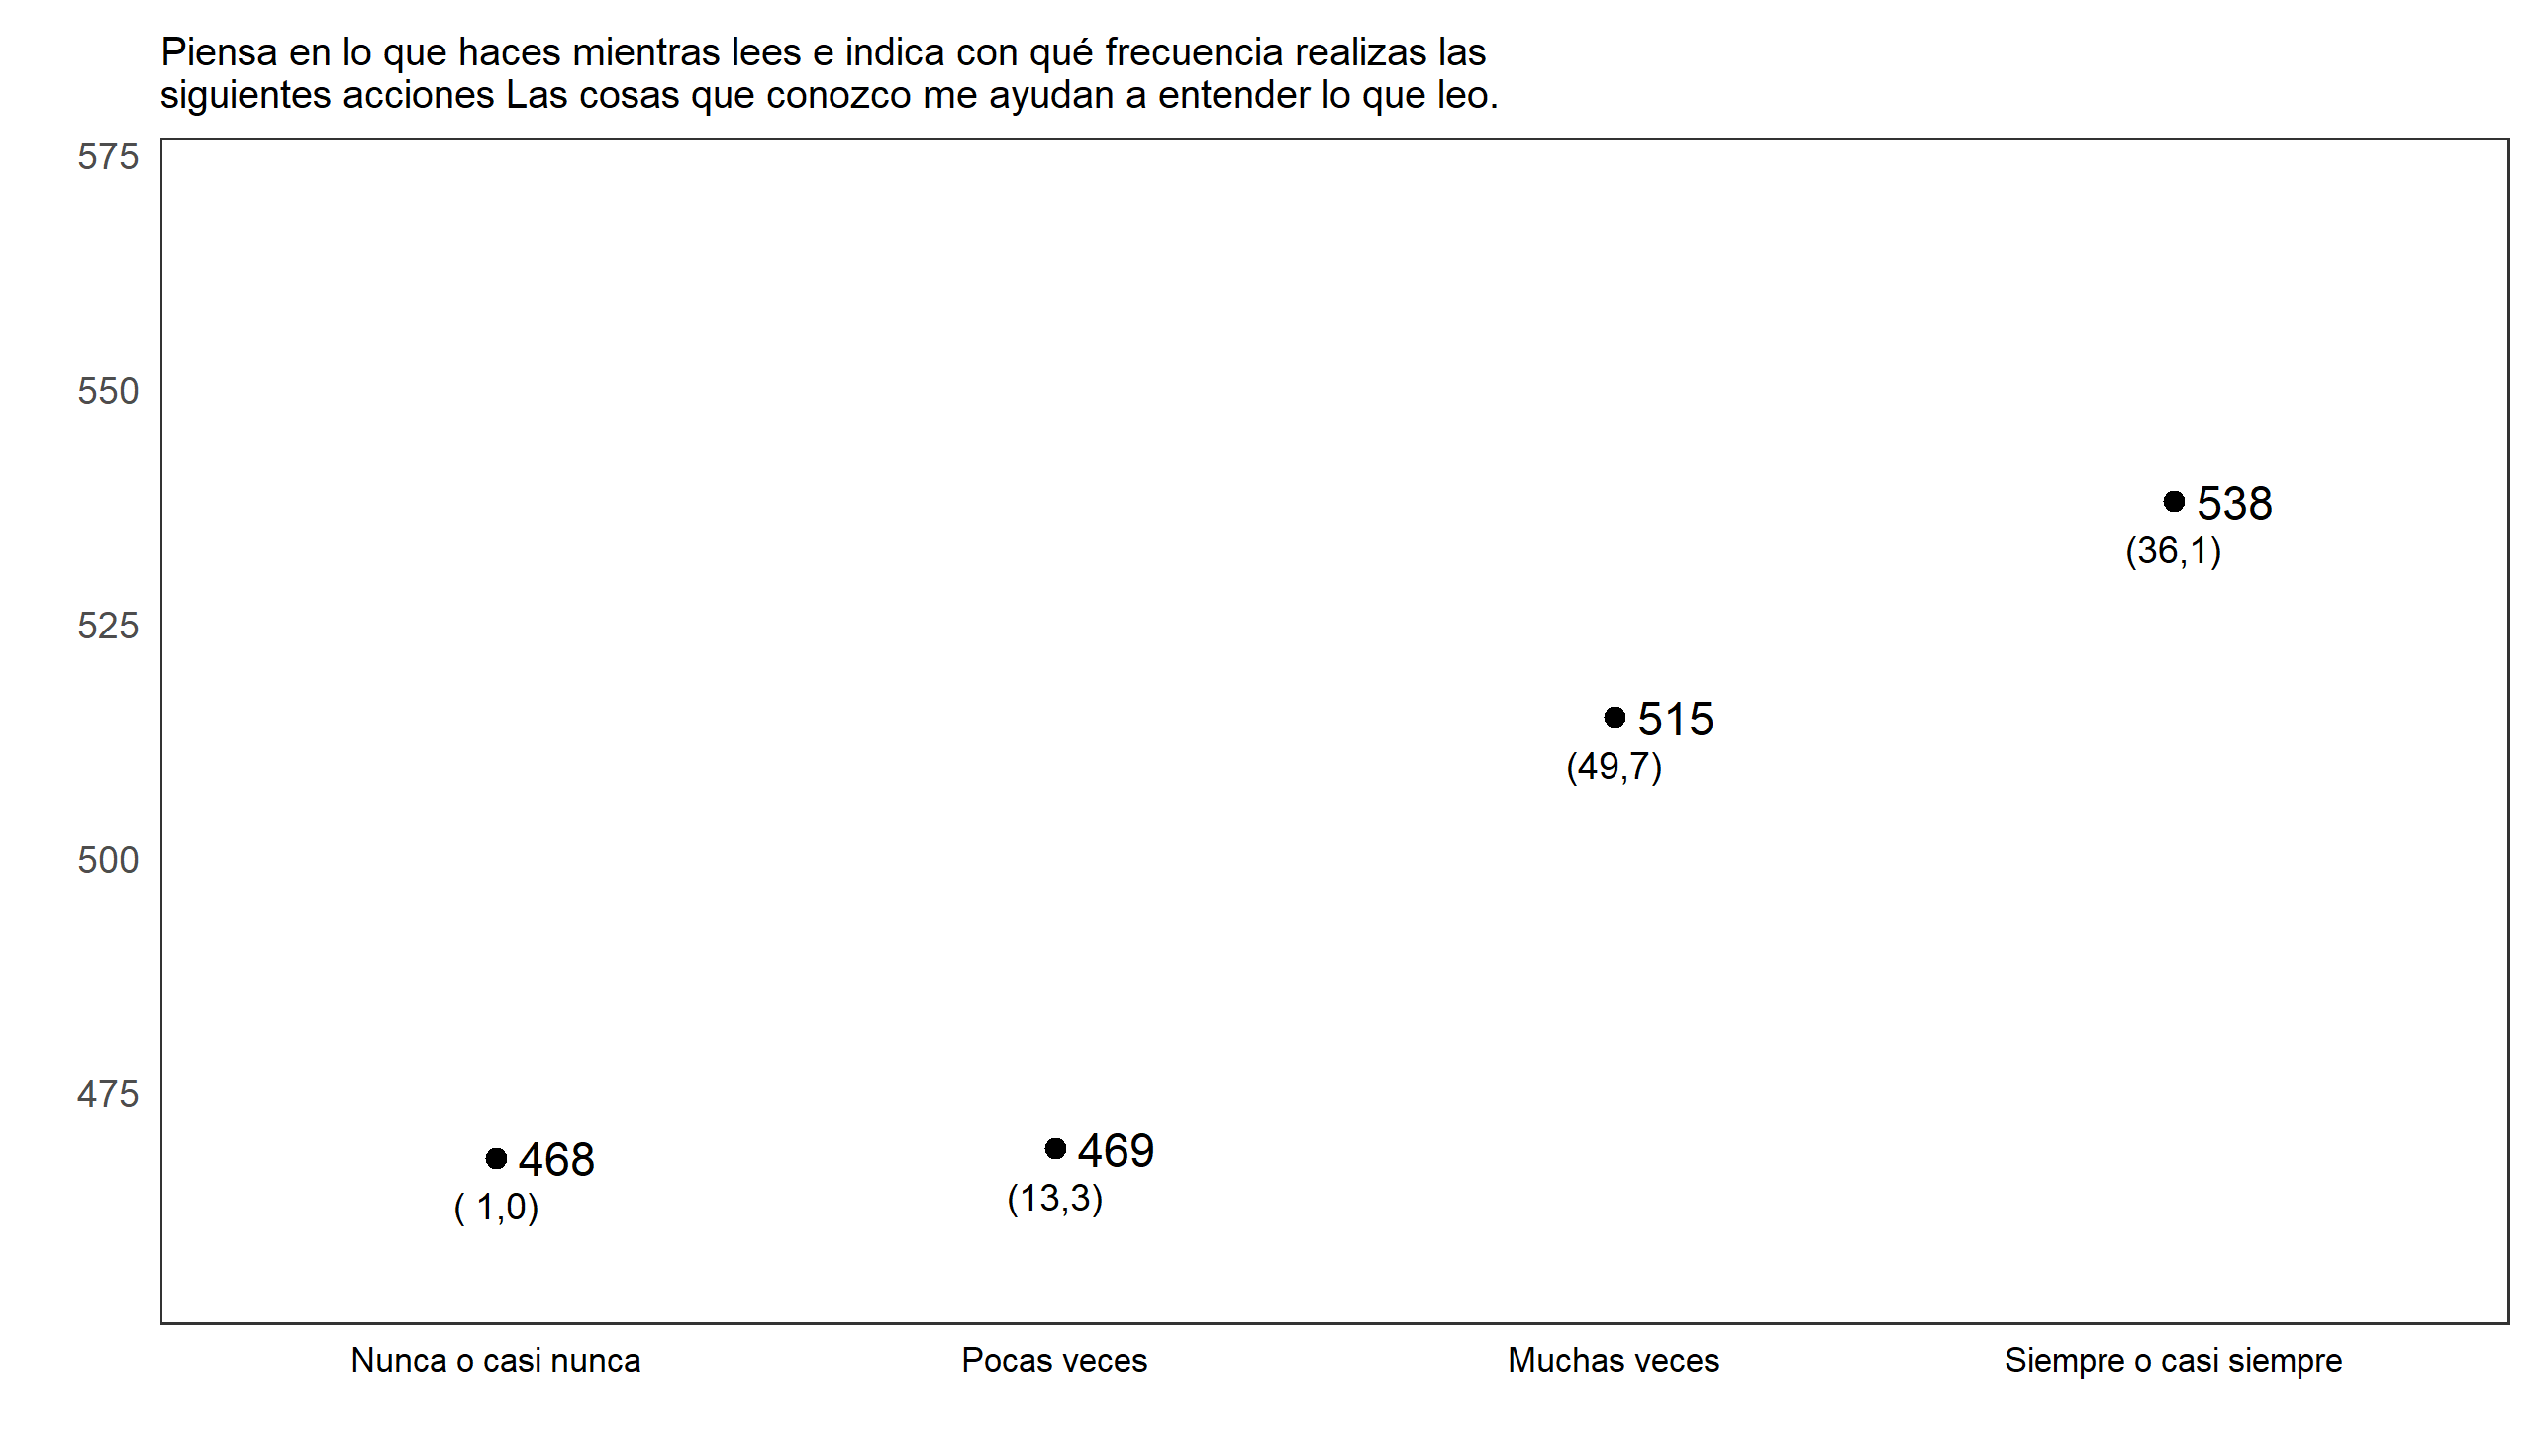 Piensa en lo que haces mientras lees e indica con qué frecuencia realizas las
siguientes acciones Las cosas que conozco me ayudan a entender lo que leo.
575
550
538
(36,1)
525
515
(49,7)
500
475
468
( 1,0)
469
(13,3)
Nunca o casi nunca
Pocas veces
Muchas veces
Siempre o casi siempre